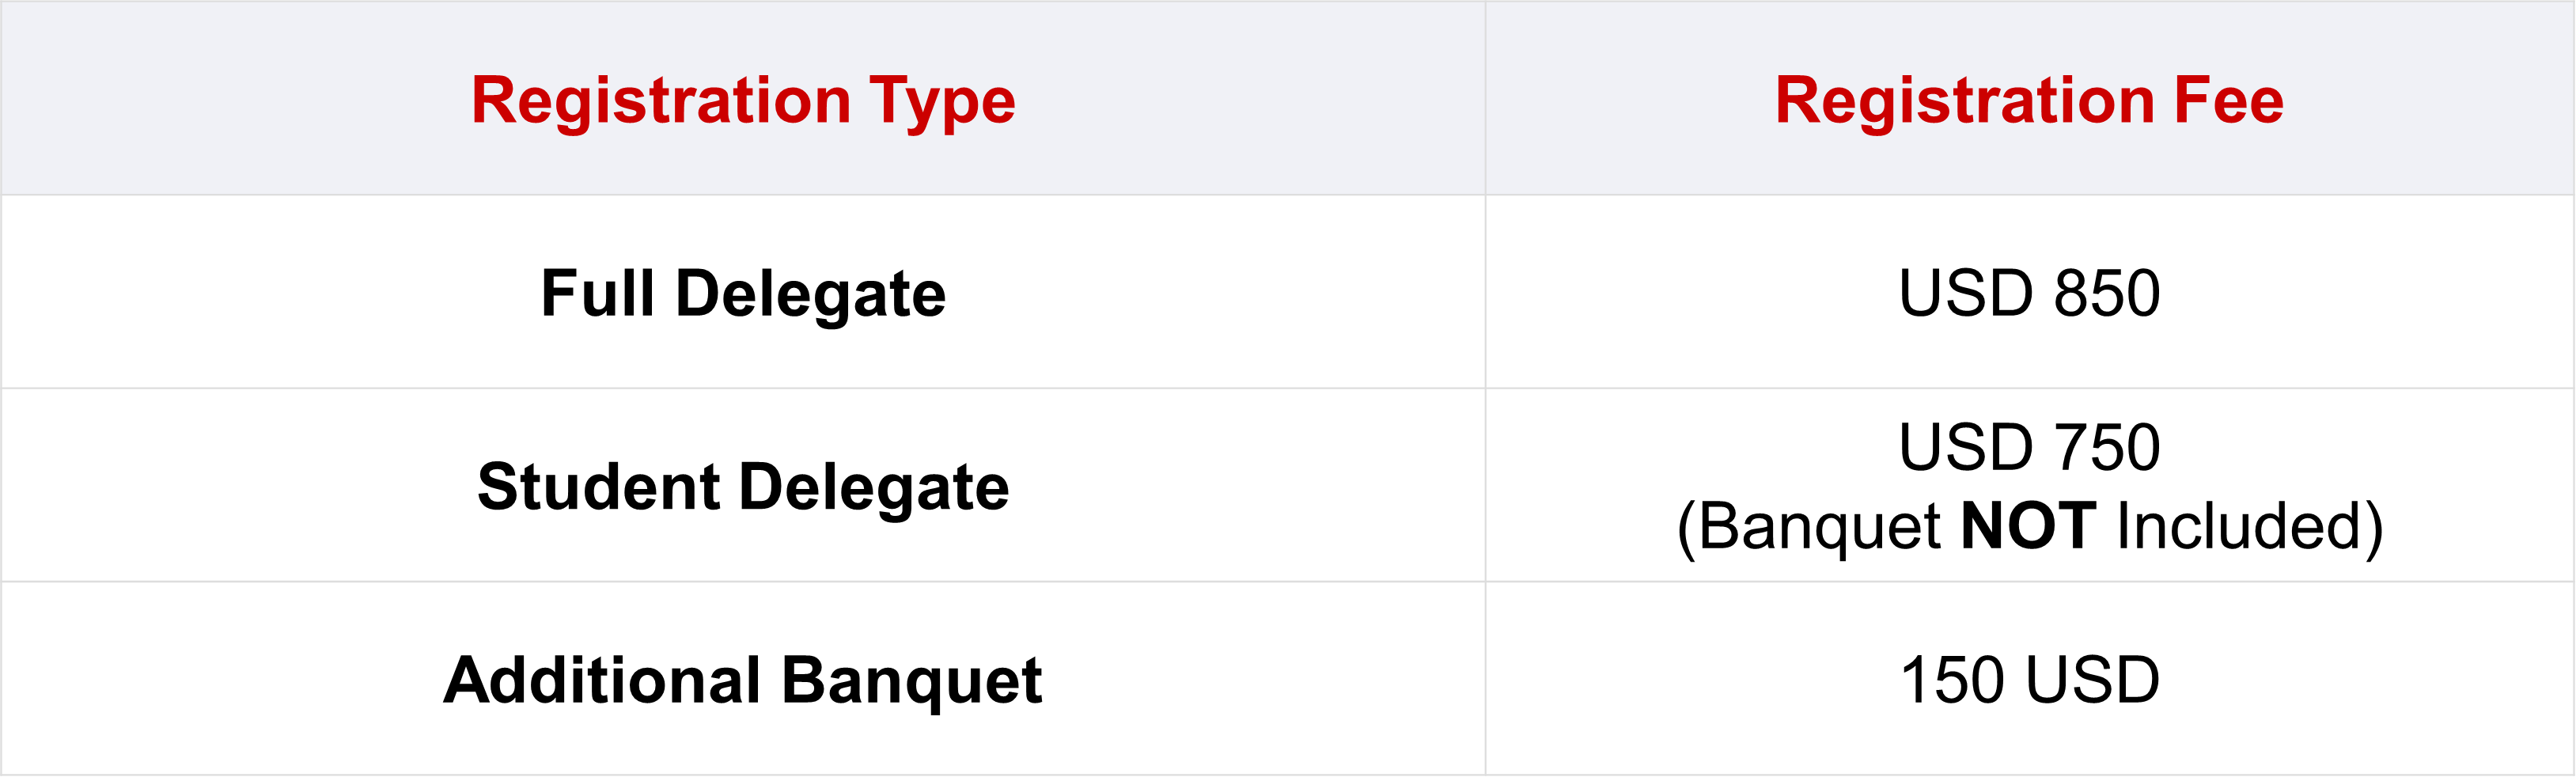 Registration Type
Registration Fee
Full Delegate
USD 850
Student Delegate
USD 750
(Banquet NOT Included)
Additional Banquet
150 USD